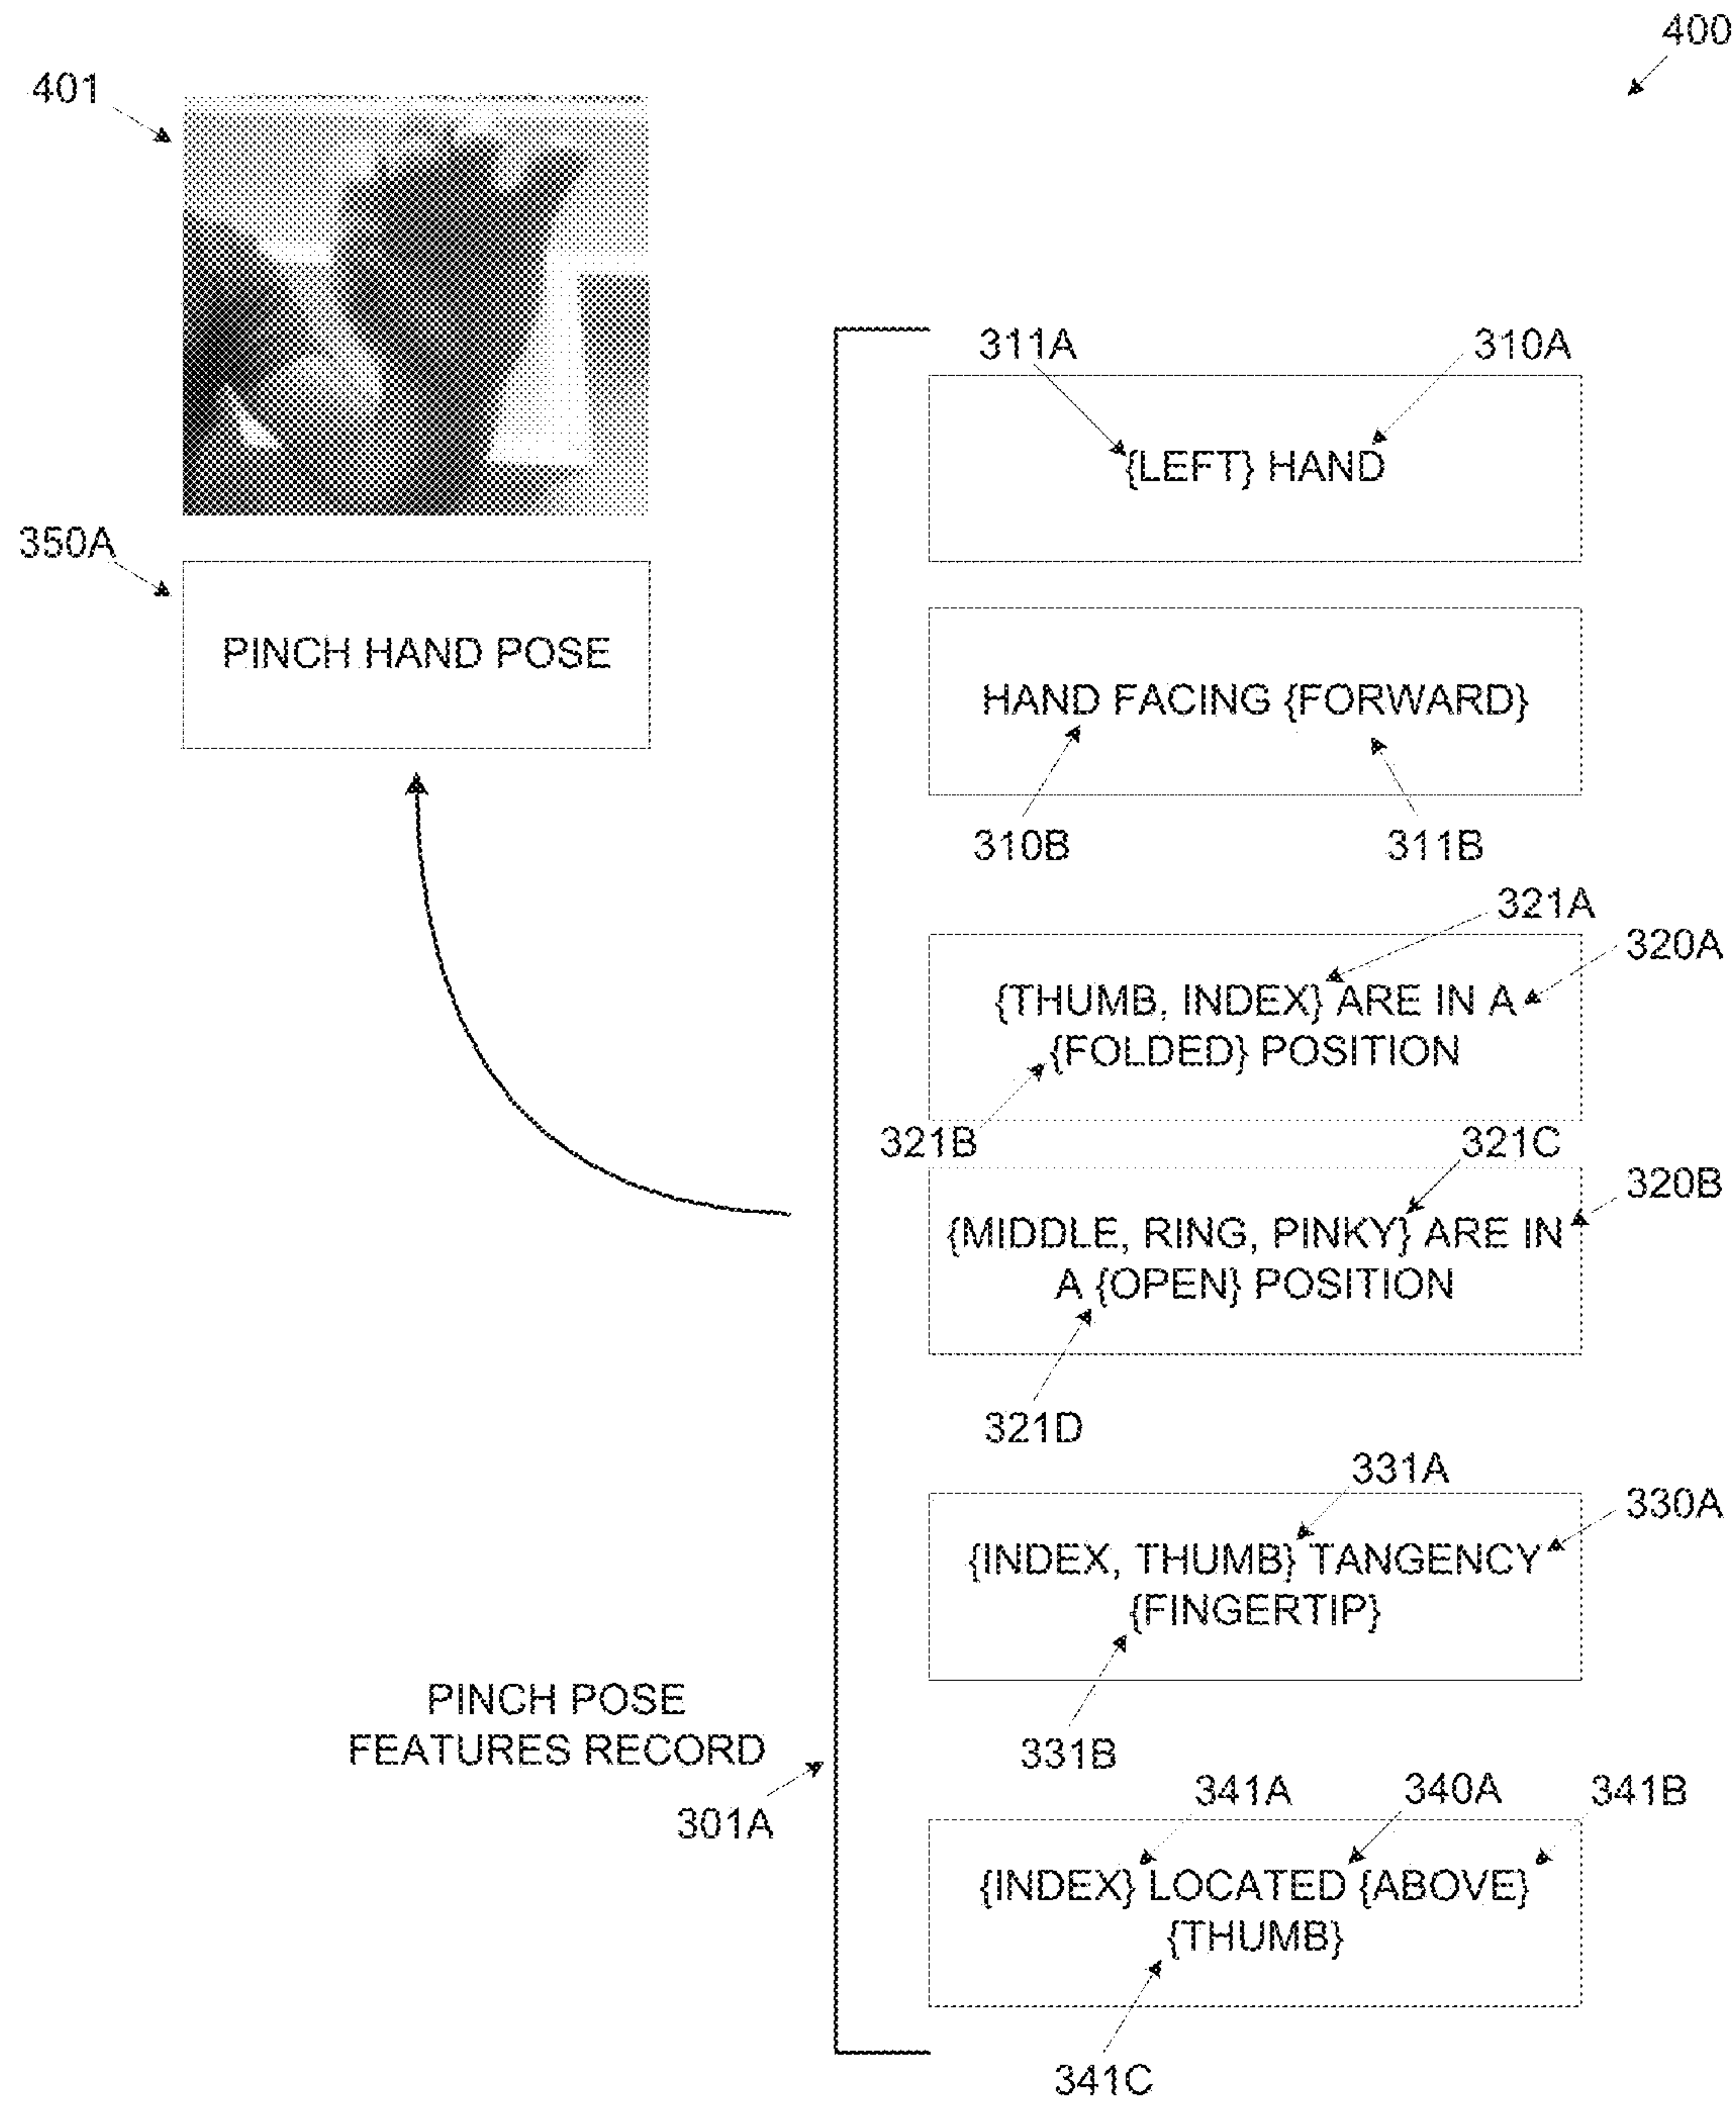 400
401
311A
310A
{LEFT} HAND
350A
PINCH HAND POSE
HAND FACING {FORWARD}
310B
311B
321A
320A
{THUMB, INDEX} ARE IN A
{FOLDED} POSITION
321B
321C
320B
{MIDDLE, RING, PINKY} ARE IN
A {OPEN} POSITION
321D
331A
330A
{INDEX, THUMB} TANGENCY
{FINGERTIP}
331B
PINCH POSE
FEATURES RECORD
301A
341A
340A
341B
{INDEX} LOCATED {ABOVE}
{THUMB}
341C